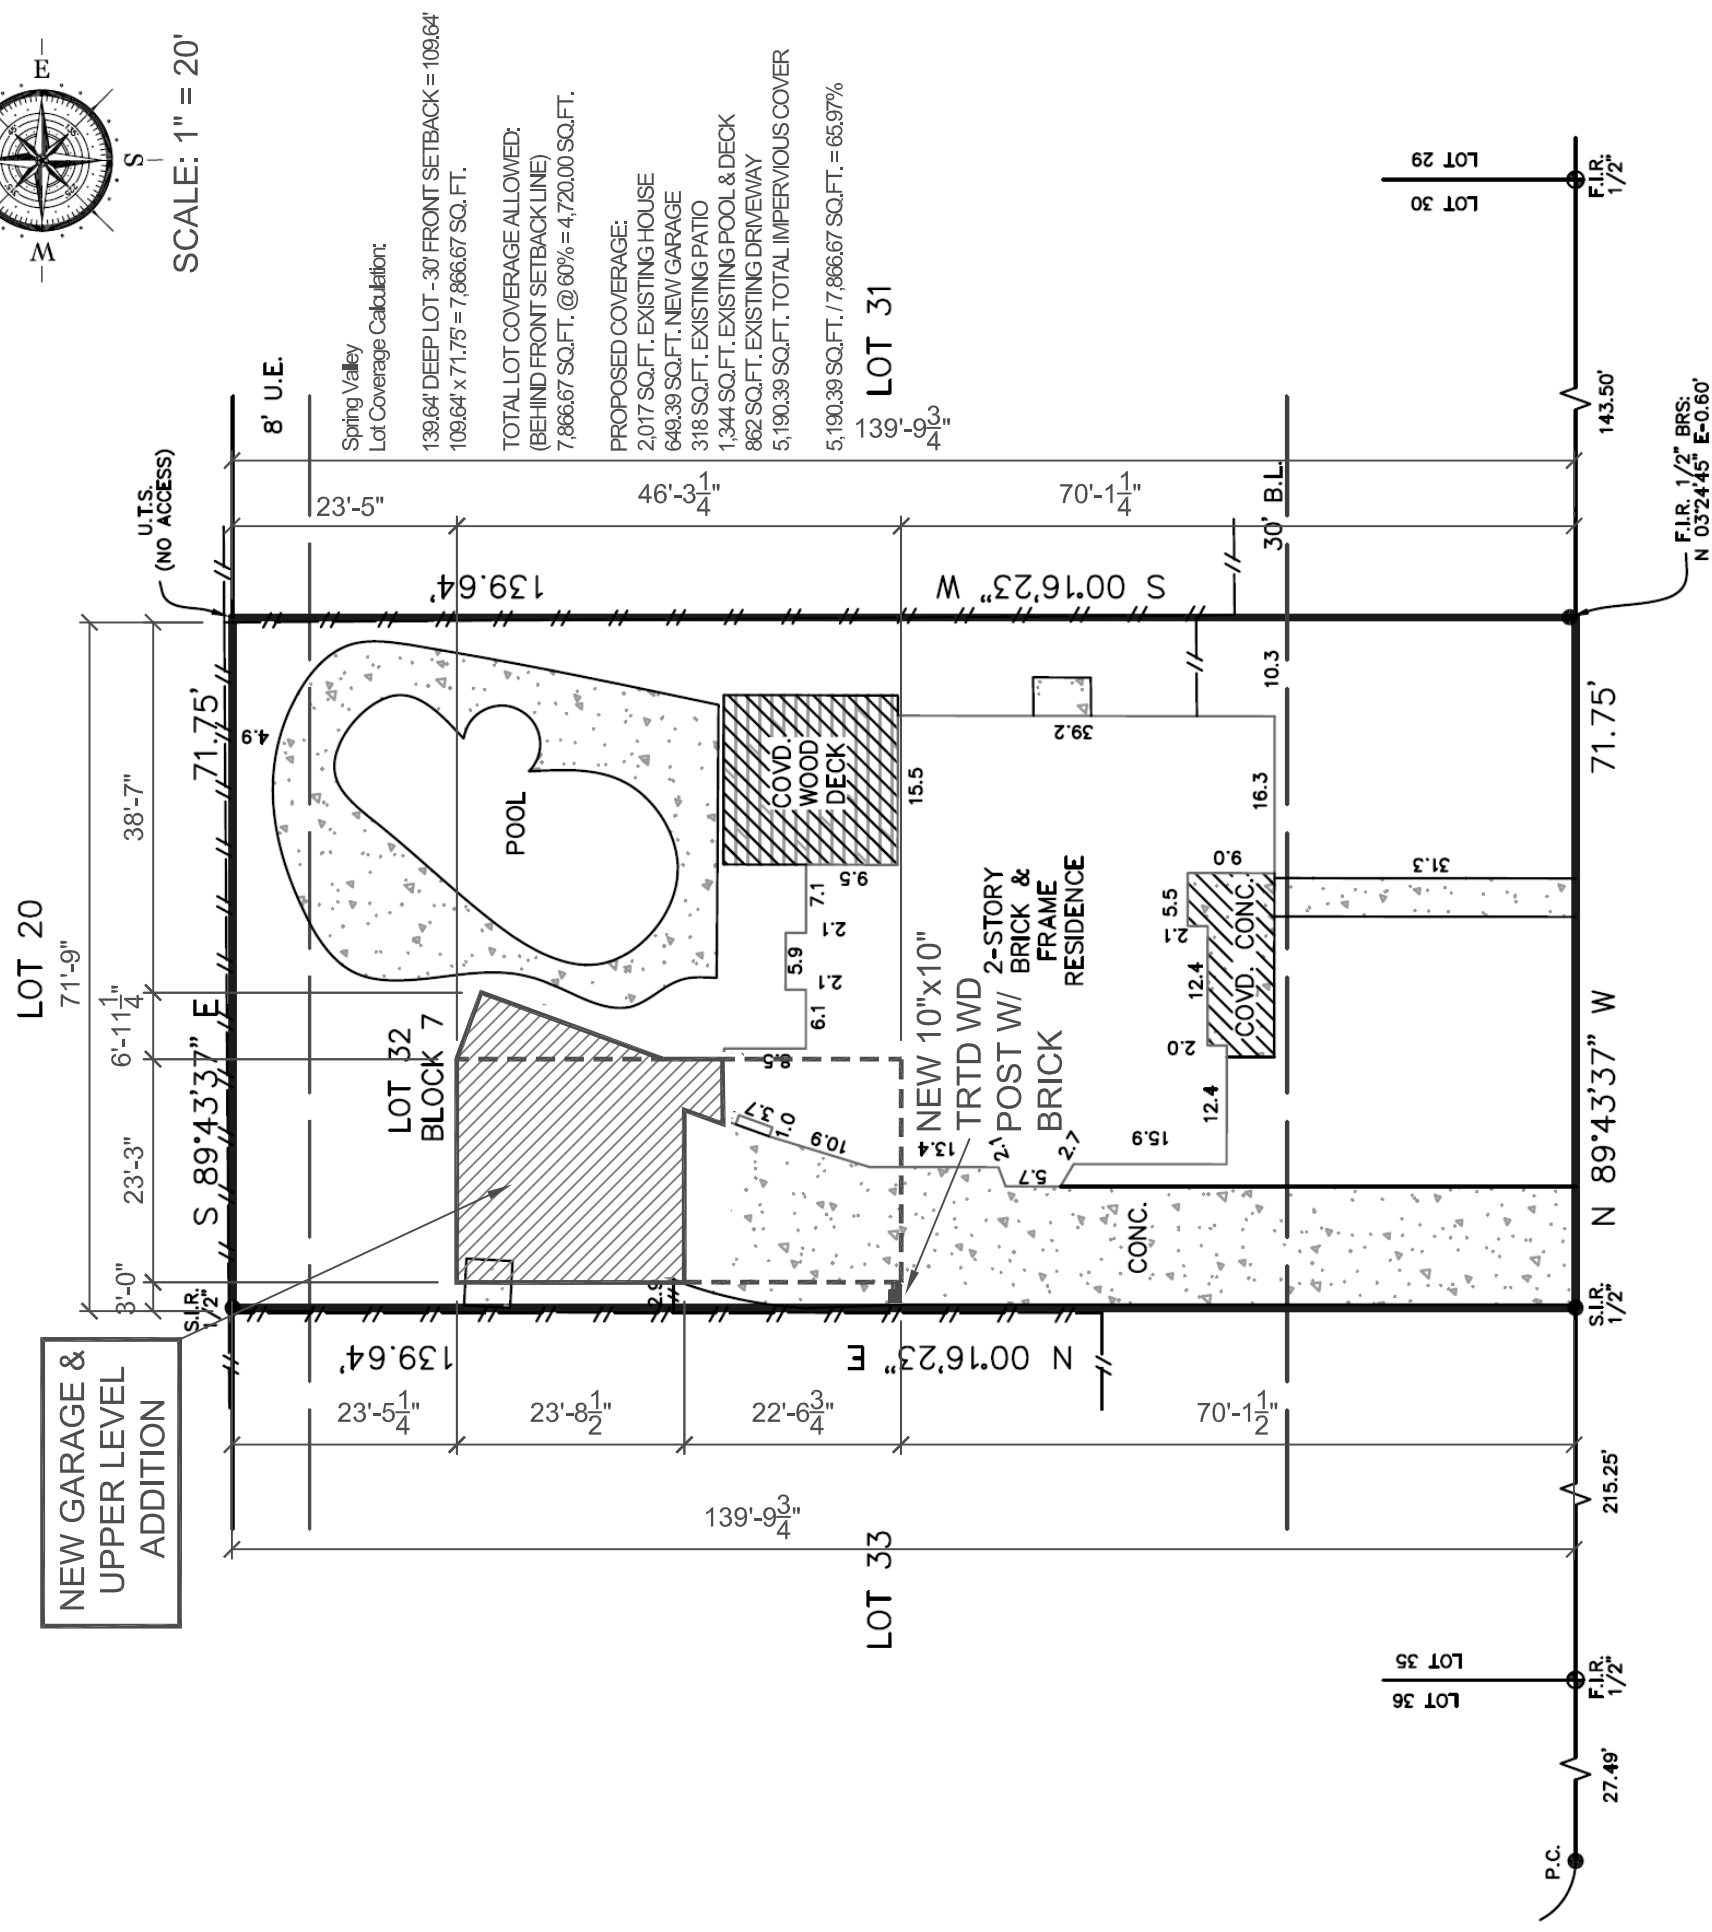 E
S
W
SCALE: 1" = 20'
Spring Valley
Lot Coverage Calculation:
139.64' DEEP LOT - 30' FRONT SETBACK = 109.64'
109.64' x 71.75' = 7,866.67 SQ. FT.
TOTAL LOT COVERAGE ALLOWED:
(BEHIND FRONT SETBACK LINE)
7,866.67 SQ.FT. @ 60% = 4,720.00 SQ.FT.
PROPOSED COVERAGE:
2,017 SQ.FT. EXISTING HOUSE
649.39 SQ.FT. NEW GARAGE
318 SQ.FT. EXISTING PATIO
1,344 SQ.FT. EXISTING POOL & DECK
862 SQ.FT. EXISTING DRIVEWAY
5,190.39 SQ.FT. TOTAL IMPERVIOUS COVER
5,190.39 SQ.FT. / 7,866.67 SQ.FT. = 65.97%
LOT 31
139'-9 3/4"
8' U.E.
U.T.S.
(NO ACCESS)
23'-5"
46'-3 1/4"
70'-1 1/4"
30' B.L.
139.64'
S 00°16'23" W
LOT 29
LOT 30
F.I.R.
1/2"
143.50'
F.I.R. 1/2" BRS:
N 03°24'45" E-0.60'
LOT 20
71'-9"
38'-7"
6'-11 1/4"
23'-3"
3'-0"
71.75'
S 89°43'37" E
S.I.R.
1/2"
4.9
POOL
COVD.
WOOD
DECK
15.5
9.5
7.1
2.1
5.9
2.1
6.1
9.5
39.2
10.3
16.3
9.0
5.5
2.1
12.4
2.0
COVD. CONC.
12.4
15.9
31.3
2-STORY
BRICK &
FRAME
RESIDENCE
LOT 32
BLOCK 7
NEW 10"x10"
TRTD WD
POST W/
BRICK
3.7
1.0
10.9
13.4
2.1
5.7
2.7
2.9
CONC.
71.75'
N 89°43'37" W
S.I.R.
1/2"
NEW GARAGE &
UPPER LEVEL
ADDITION
139.64'
N 00°16'23" E
23'-5 1/4"
23'-8 1/2"
22'-6 3/4"
70'-1 1/2"
139'-9 3/4"
LOT 33
215.25'
LOT 35
LOT 36
F.I.R.
1/2"
27.49'
P.C.